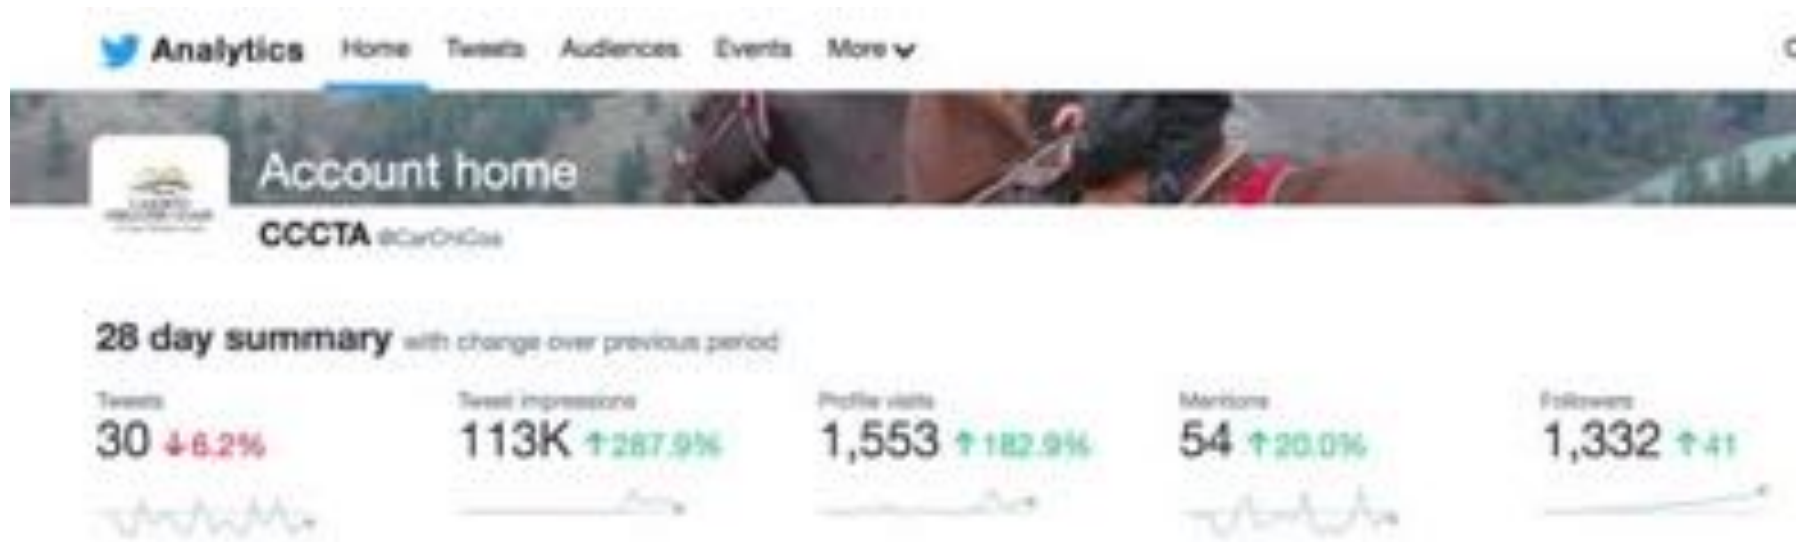 Analytics Home Tweets Audiences Events More
Account home
CCCTA @CarChiCoa
28 day summary with change over previous period
Tweets Tweet impressions Profile visits Mentions Followers
30 ↓6.2% 113K ↑287.9% 1,553 ↑182.9% 54 ↑20.0% 1,332 ↑41